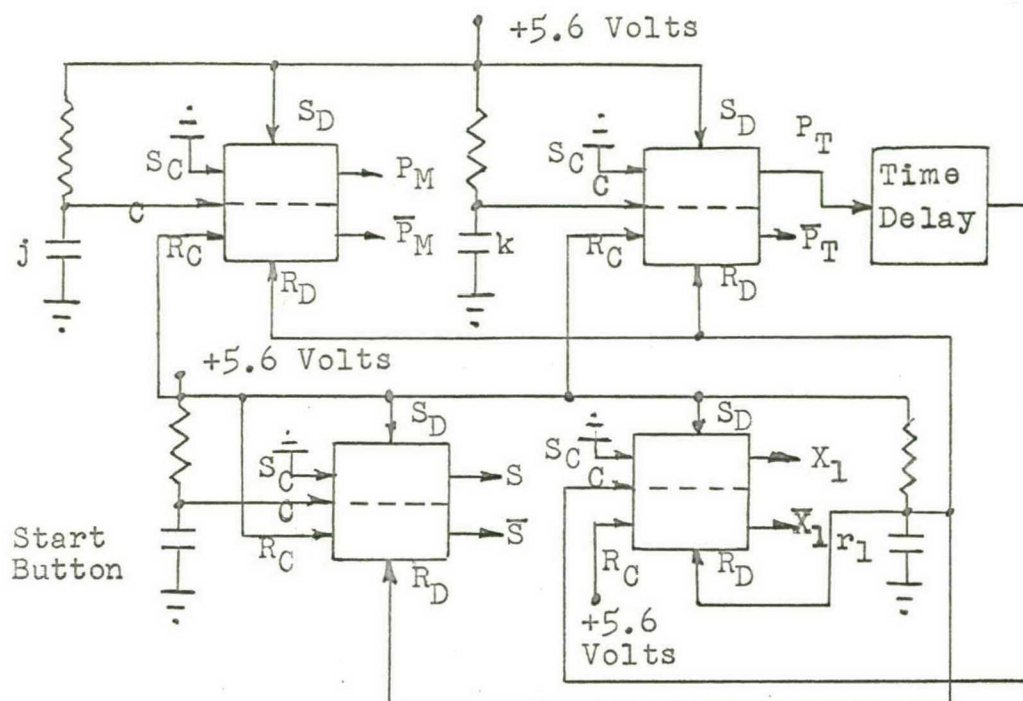 +5.6 Volts
S_D
S_C
C
R_C
R_D
P_M
P̅_M
j
S_D
S_C
C
R_C
R_D
P_T
P̅_T
k
Time
Delay
+5.6 Volts
S_D
S_C
C
R_C
R_D
S
S̅
Start
Button
S_D
S_C
C
R_C
R_D
X_1
X̅_1
r_1
+5.6
Volts